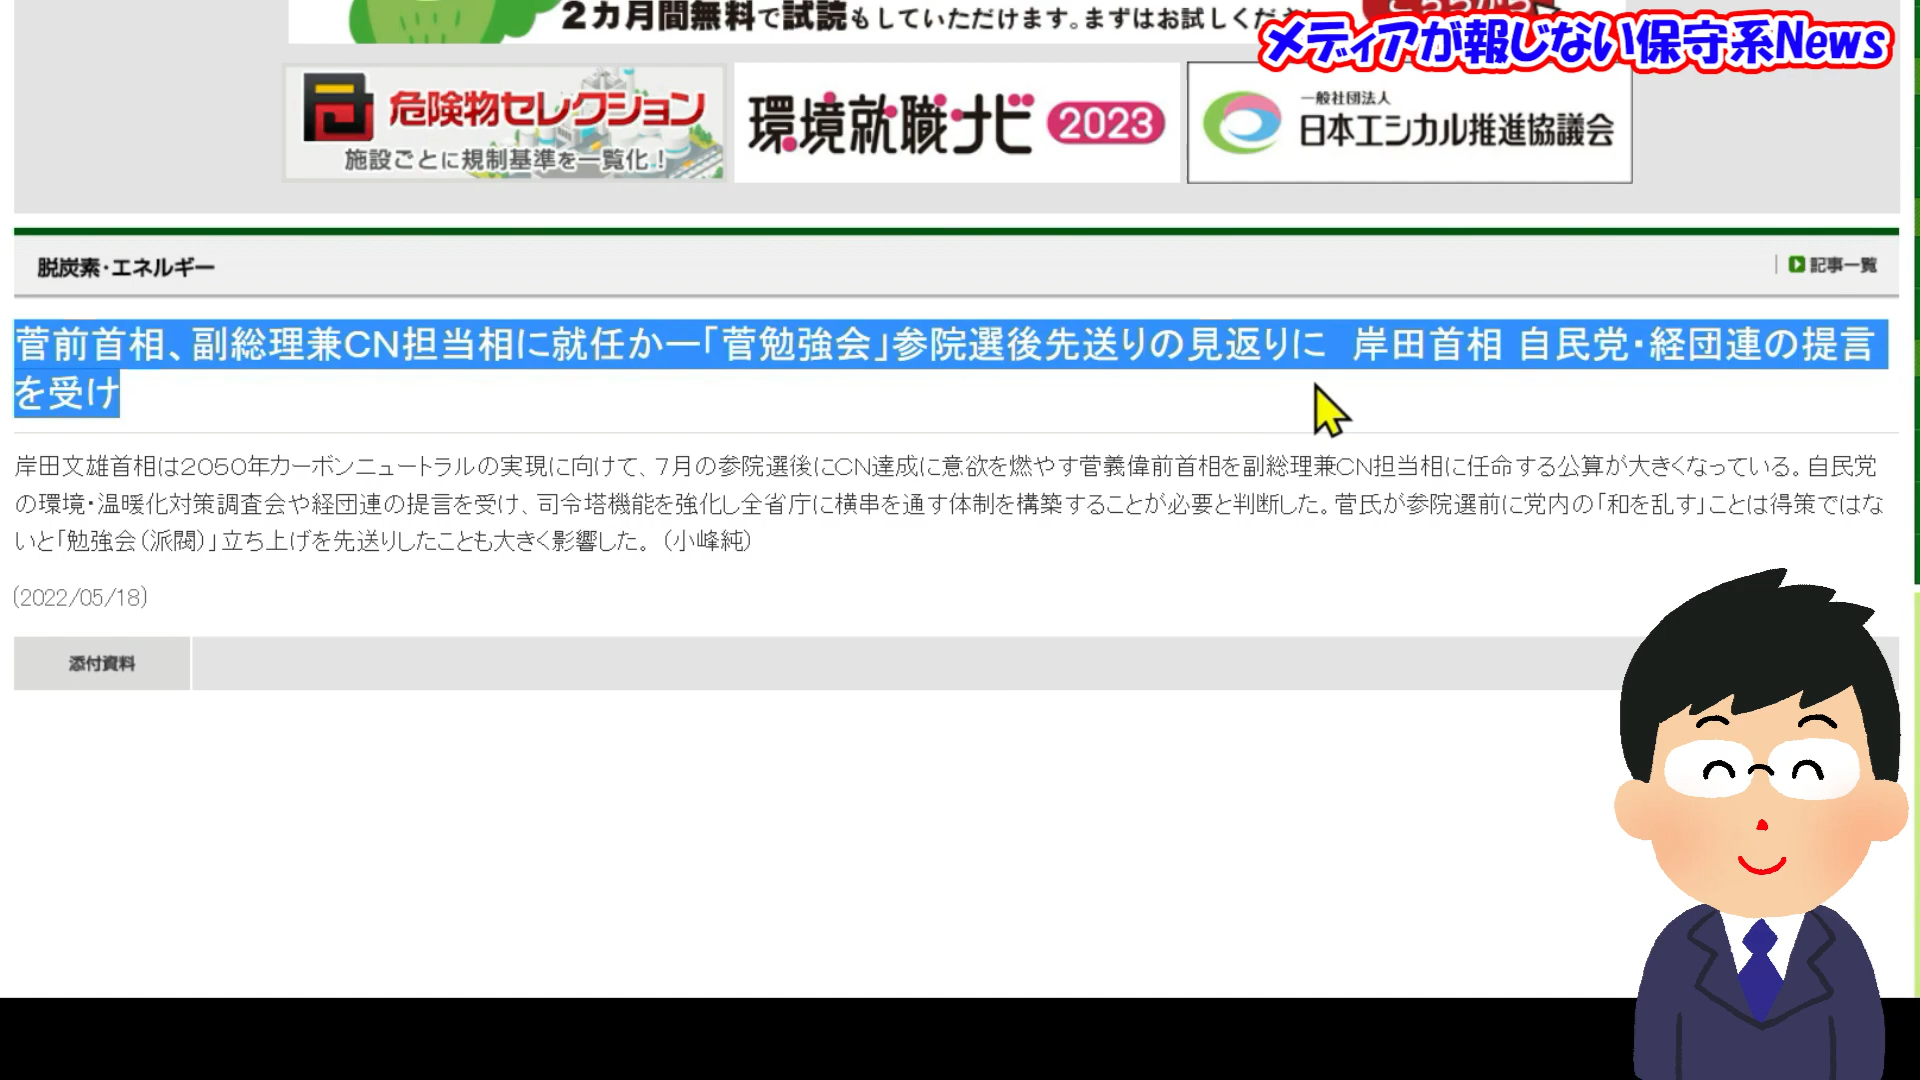 2カ月間無料で試読もしていただけます。まずはお試しくださ
メディアが報じない保守系News
危険物セレクション
施設ごとに規制基準を一覧化！
環境就職ナビ 2023
一般社団法人
日本エシカル推進協議会
脱炭素･エネルギー
記事一覧
菅前首相、副総理兼ＣＮ担当相に就任か―「菅勉強会」参院選後先送りの見返りに　岸田首相 自民党・経団連の提言
を受け
岸田文雄首相は２０５０年カーボンニュートラルの実現に向けて、７月の参院選後にＣＮ達成に意欲を燃やす菅義偉前首相を副総理兼ＣＮ担当相に任命する公算が大きくなっている。自民党
の環境・温暖化対策調査会や経団連の提言を受け、司令塔機能を強化し全省庁に横串を通す体制を構築することが必要と判断した。菅氏が参院選前に党内の「和を乱す」ことは得策ではな
いと「勉強会（派閥）」立ち上げを先送りしたことも大きく影響した。（小峰純）
(2022/05/18)
添付資料